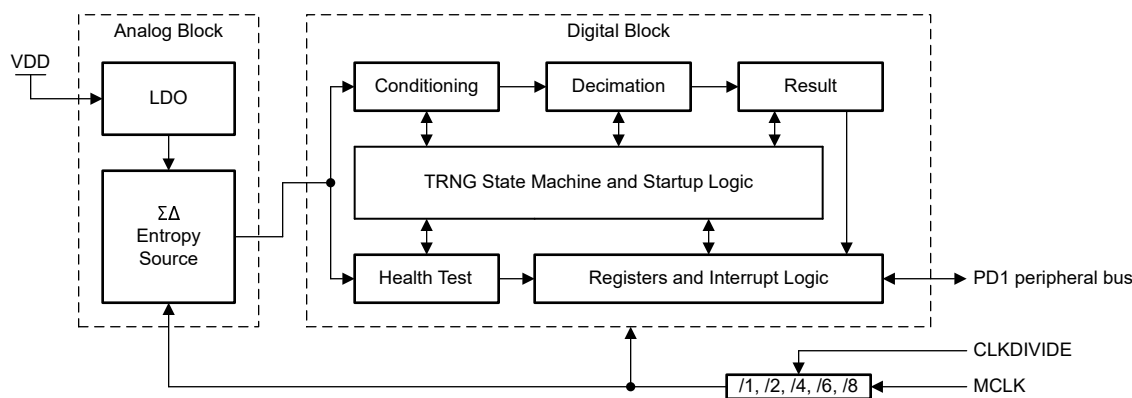 Analog Block
Digital Block
VDD
LDO
Conditioning
Decimation
Result
TRNG State Machine and Startup Logic
ΣΔ
Entropy
Source
Health Test
Registers and Interrupt Logic
PD1 peripheral bus
CLKDIVIDE
/1, /2, /4, /6, /8
MCLK